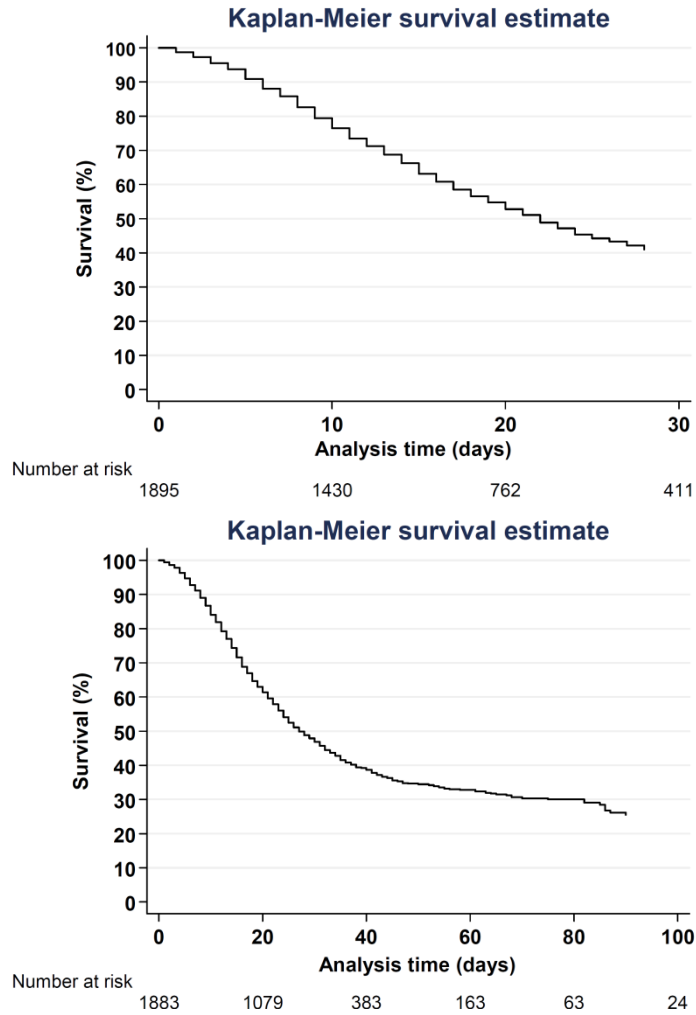 Kaplan-Meier survival estimate
100
90
80
70
60
50
40
30
20
10
0
Survival (%)
0 10 20 30
Analysis time (days)
Number at risk
1895 1430 762 411
Kaplan-Meier survival estimate
100
90
80
70
60
50
40
30
20
10
0
Survival (%)
0 20 40 60 80 100
Analysis time (days)
Number at risk
1883 1079 383 163 63 24